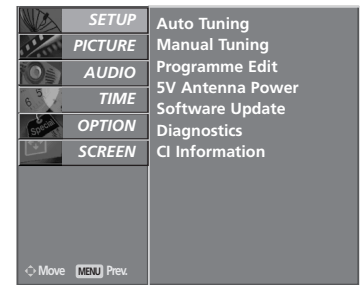 SETUP
PICTURE
AUDIO
TIME
OPTION
SCREEN
Auto Tuning
Manual Tuning
Programme Edit
5V Antenna Power
Software Update
Diagnostics
CI Information
Move MENU Prev.